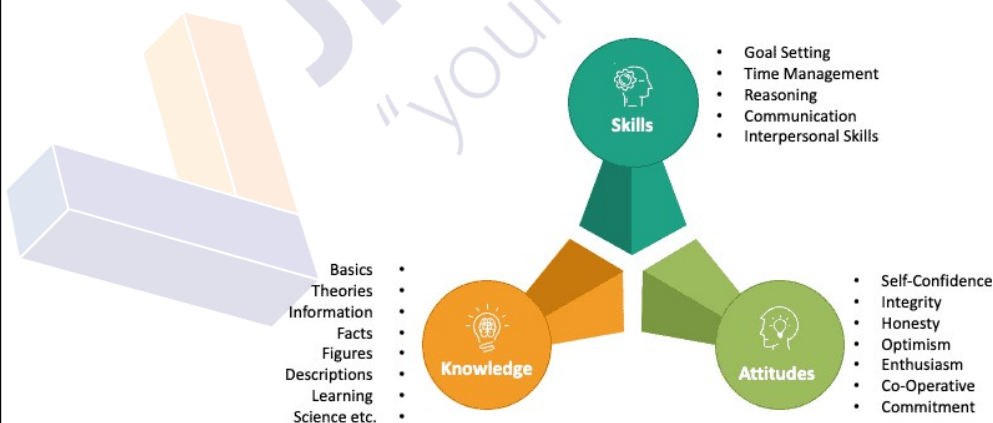 "your
Skills
• Goal Setting
• Time Management
• Reasoning
• Communication
• Interpersonal Skills
Knowledge
Basics •
Theories •
Information •
Facts •
Figures •
Descriptions •
Learning •
Science etc. •
Attitudes
• Self-Confidence
• Integrity
• Honesty
• Optimism
• Enthusiasm
• Co-Operative
• Commitment